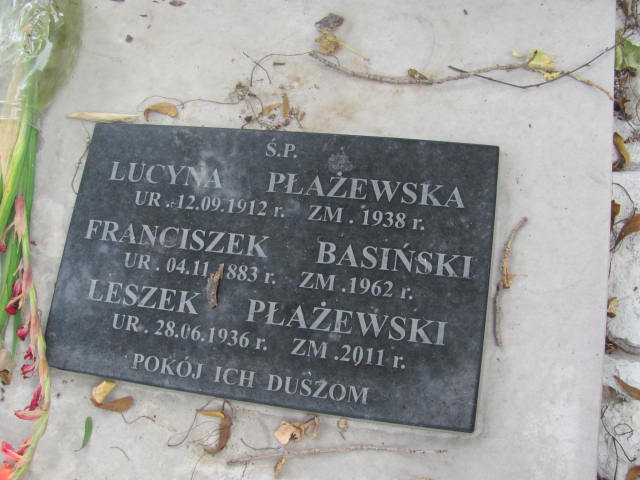 Ś.P.
LUCYNA PŁAŻEWSKA
UR. 12.09.1912 r. ZM. 1938 r.
FRANCISZEK BASIŃSKI
UR. 04.11.1883 r. ZM. 1962 r.
LESZEK PŁAŻEWSKI
UR. 28.06.1936 r. ZM. 2011 r.
POKÓJ ICH DUSZOM